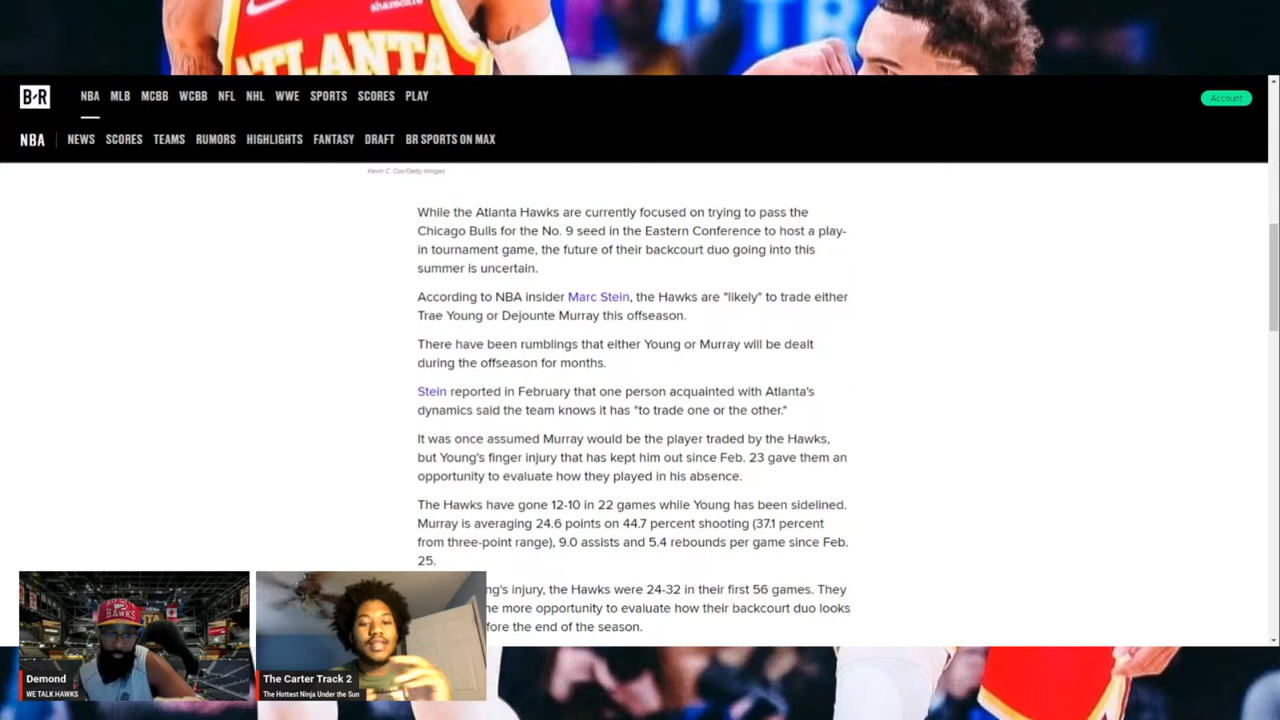 sharecare
ATLANTA
B/R
NBA MLB MCBB WCBB NFL NHL WWE SPORTS SCORES PLAY
Account
NBA NEWS SCORES TEAMS RUMORS HIGHLIGHTS FANTASY DRAFT BR SPORTS ON MAX
Kevin C. Cox/Getty Images
While the Atlanta Hawks are currently focused on trying to pass the
Chicago Bulls for the No. 9 seed in the Eastern Conference to host a play-
in tournament game, the future of their backcourt duo going into this
summer is uncertain.
According to NBA insider Marc Stein, the Hawks are "likely" to trade either
Trae Young or Dejounte Murray this offseason.
There have been rumblings that either Young or Murray will be dealt
during the offseason for months.
Stein reported in February that one person acquainted with Atlanta's
dynamics said the team knows it has "to trade one or the other."
It was once assumed Murray would be the player traded by the Hawks,
but Young's finger injury that has kept him out since Feb. 23 gave them an
opportunity to evaluate how they played in his absence.
The Hawks have gone 12-10 in 22 games while Young has been sidelined.
Murray is averaging 24.6 points on 44.7 percent shooting (37.1 percent
from three-point range), 9.0 assists and 5.4 rebounds per game since Feb.
25.
ng's injury, the Hawks were 24-32 in their first 56 games. They
ne more opportunity to evaluate how their backcourt duo looks
fore the end of the season.
HAWKS
Demond
WE TALK HAWKS
The Carter Track 2
The Hottest Ninja Under the Sun